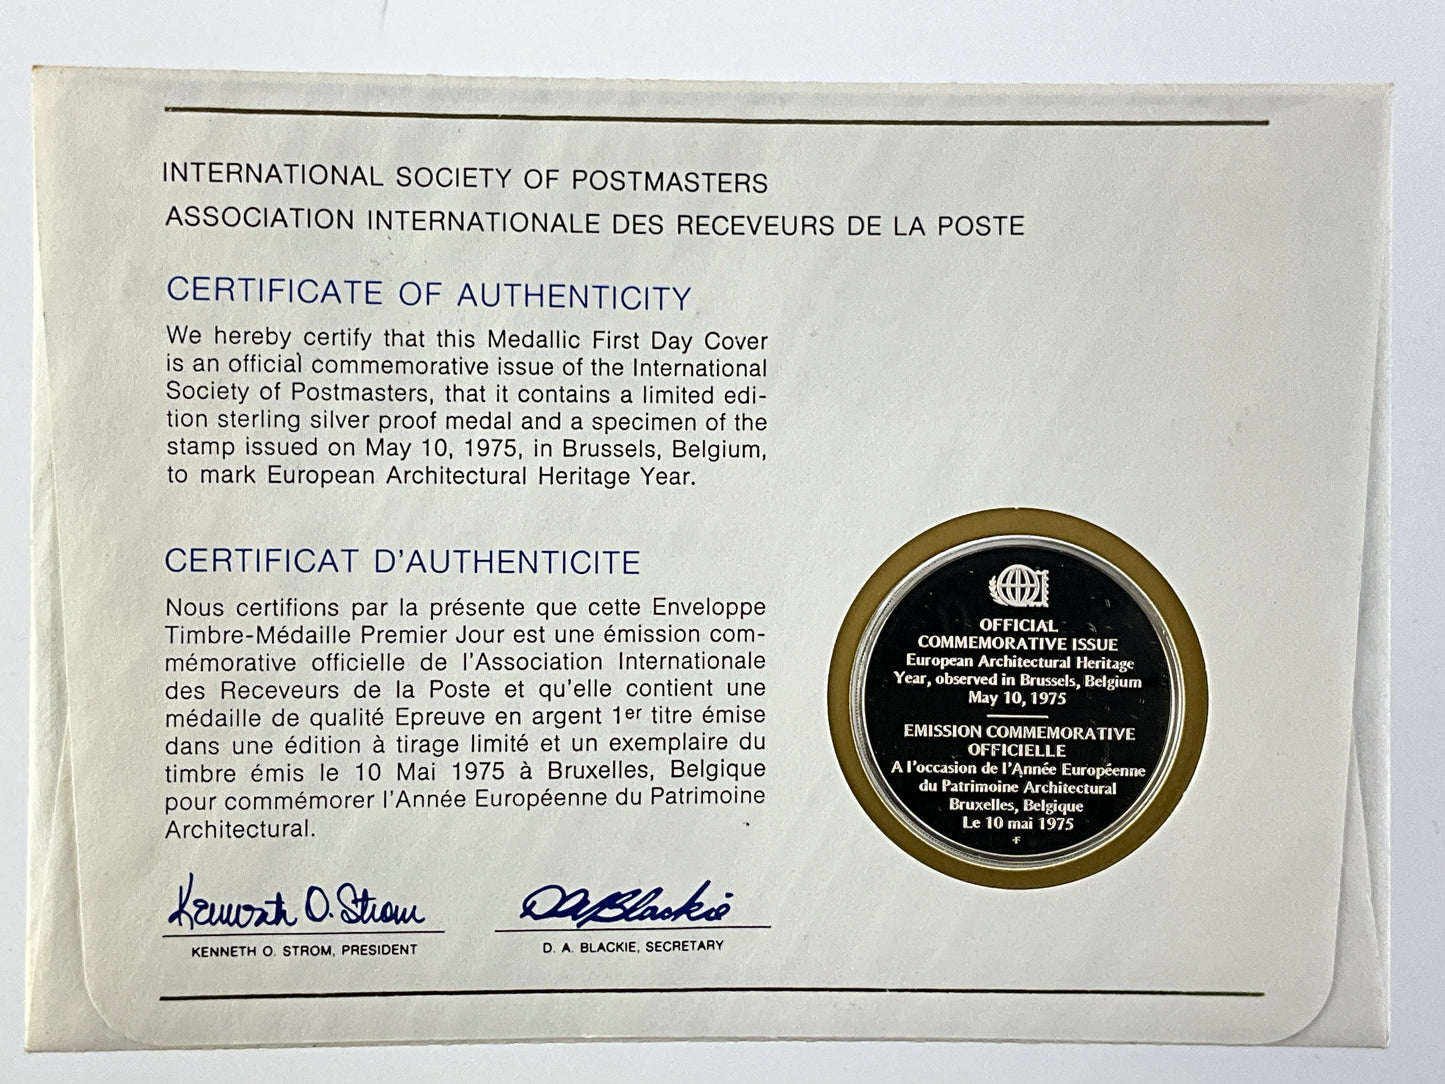 INTERNATIONAL SOCIETY OF POSTMASTERS
ASSOCIATION INTERNATIONALE DES RECEVEURS DE LA POSTE
CERTIFICATE OF AUTHENTICITY
We hereby certify that this Medallic First Day Cover
is an official commemorative issue of the International
Society of Postmasters, that it contains a limited edi-
tion sterling silver proof medal and a specimen of the
stamp issued on May 10, 1975, in Brussels, Belgium,
to mark European Architectural Heritage Year.
CERTIFICAT D'AUTHENTICITE
Nous certifions par la présente que cette Enveloppe
Timbre-Médaille Premier Jour est une émission com-
mémorative officielle de l'Association Internationale
des Receveurs de la Poste et qu'elle contient une
médaille de qualité Epreuve en argent 1er titre émise
dans une édition à tirage limité et un exemplaire du
timbre émis le 10 Mai 1975 à Bruxelles, Belgique
pour commémorer l'Année Européenne du Patrimoine
Architectural.
Kenneth O. Strom
KENNETH O. STROM, PRESIDENT
D A Blackie
D. A. BLACKIE, SECRETARY
OFFICIAL
COMMEMORATIVE ISSUE
European Architectural Heritage
Year, observed in Brussels, Belgium
May 10, 1975
EMISSION COMMEMORATIVE
OFFICIELLE
A l'occasion de l'Année Européenne
du Patrimoine Architectural
Bruxelles, Belgique
Le 10 mai 1975
F